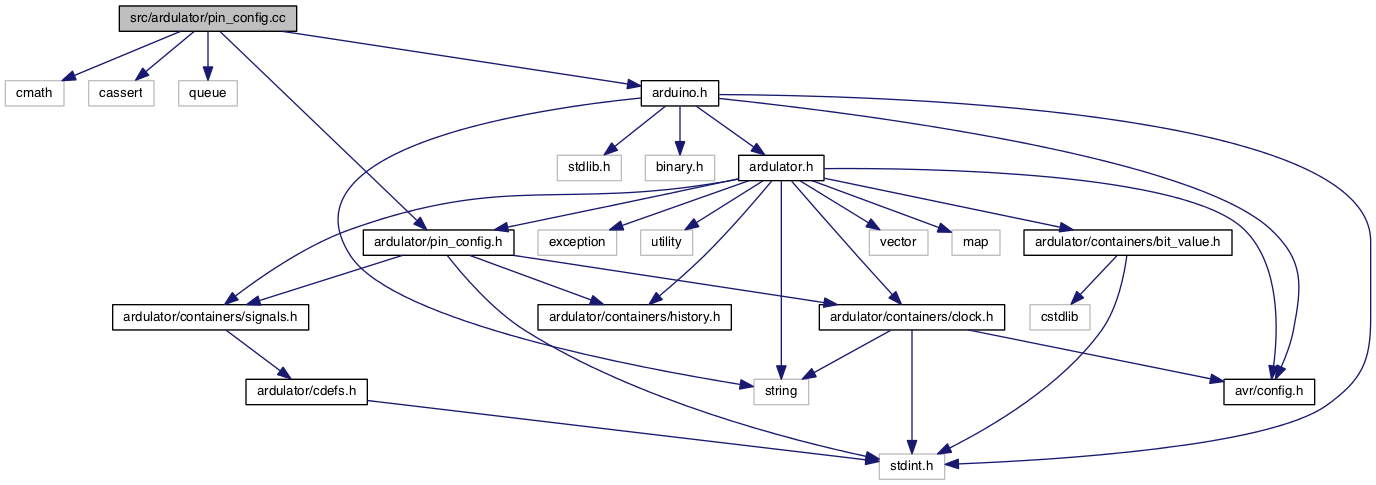 src/ardulator/pin_config.cc
cmath
cassert
queue
arduino.h
stdlib.h
binary.h
ardulator.h
ardulator/pin_config.h
exception
utility
vector
map
ardulator/containers/bit_value.h
ardulator/containers/signals.h
ardulator/containers/history.h
ardulator/containers/clock.h
cstdlib
ardulator/cdefs.h
string
avr/config.h
stdint.h